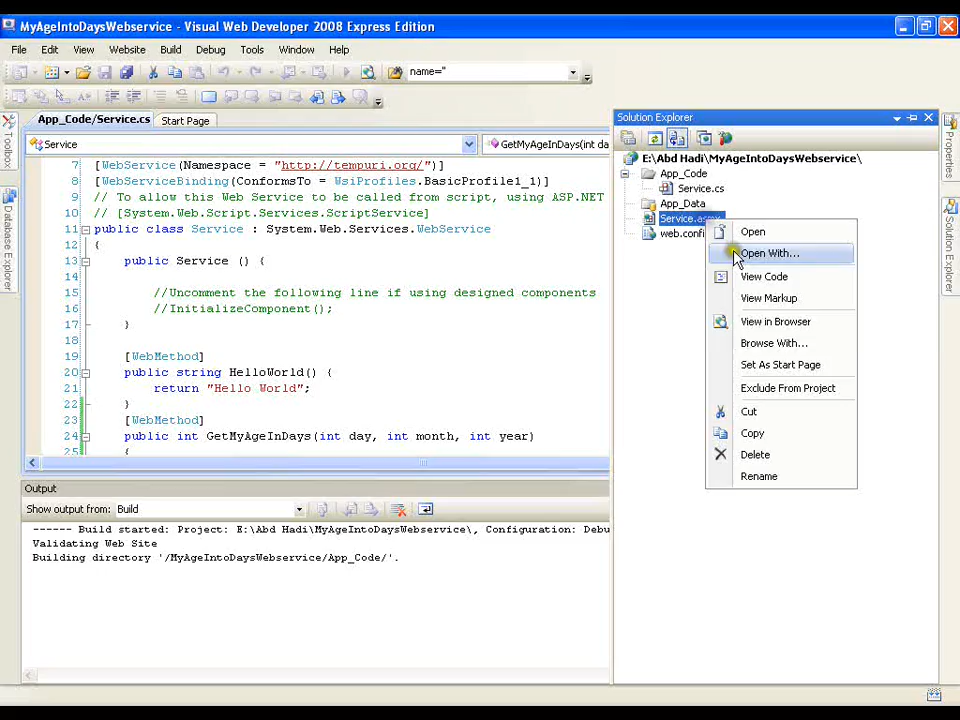 MyAgeIntoDaysWebservice - Visual Web Developer 2008 Express Edition
File Edit View Website Build Debug Tools Window Help
name="
App_Code/Service.cs Start Page
Service GetMyAgeInDays(int da
7 [WebService(Namespace = "http://tempuri.org/")]
8 [WebServiceBinding(ConformsTo = WsiProfiles.BasicProfile1_1)]
9 // To allow this Web Service to be called from script, using ASP.NET
10 // [System.Web.Script.Services.ScriptService]
11 public class Service : System.Web.Services.WebService
12 {
13 public Service () {
14
15 //Uncomment the following line if using designed components
16 //InitializeComponent();
17 }
18
19 [WebMethod]
20 public string HelloWorld() {
21 return "Hello World";
22 }
23 [WebMethod]
24 public int GetMyAgeInDays(int day, int month, int year)
25 {
Output
Show output from: Build
------ Build started: Project: E:\Abd Hadi\MyAgeIntoDaysWebservice\, Configuration: Debu
Validating Web Site
Building directory '/MyAgeIntoDaysWebservice/App_Code/'.
Solution Explorer
E:\Abd Hadi\MyAgeIntoDaysWebservice\
App_Code
Service.cs
App_Data
Service.asmx
web.confi
Open
Open With...
View Code
View Markup
View in Browser
Browse With...
Set As Start Page
Exclude From Project
Cut
Copy
Delete
Rename
Toolbox
Database Explorer
Properties
Solution Explorer